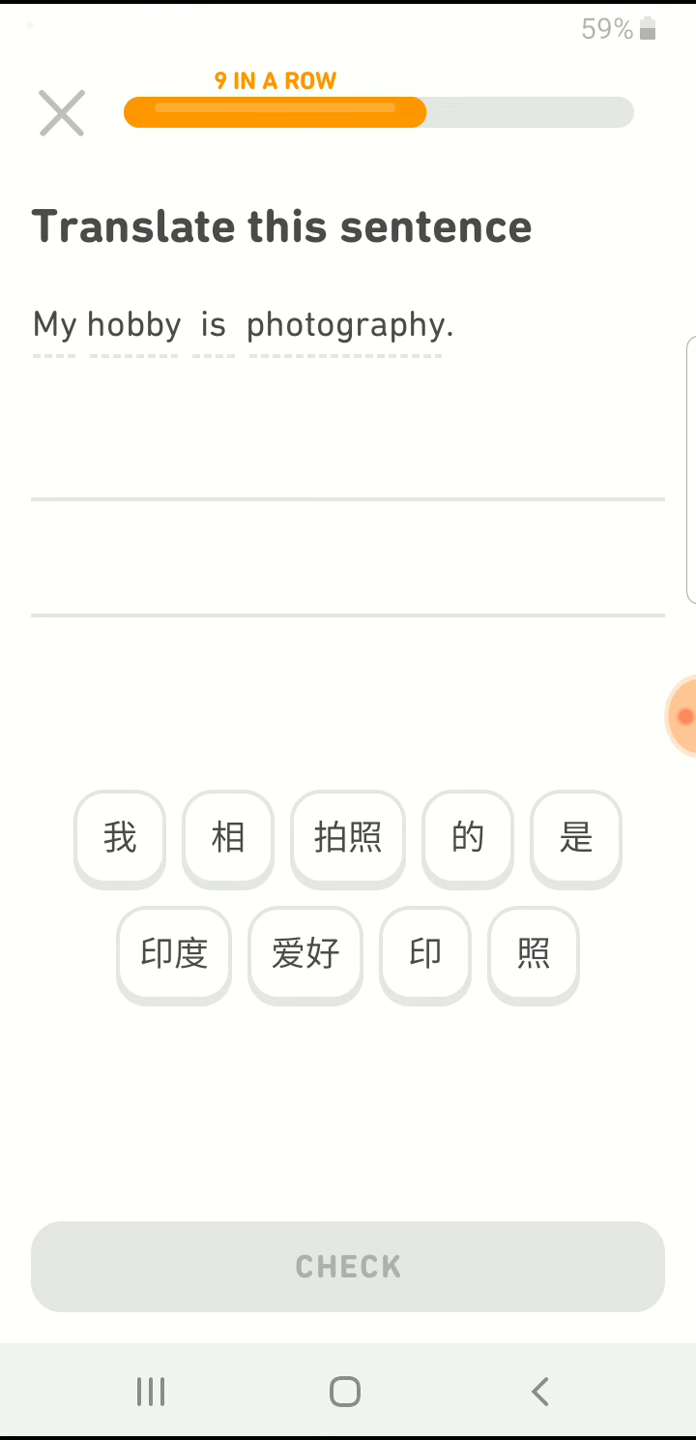 59%
9 IN A ROW
Translate this sentence
My hobby is photography.
我 相 拍照 的 是
印度 爱好 印 照
CHECK